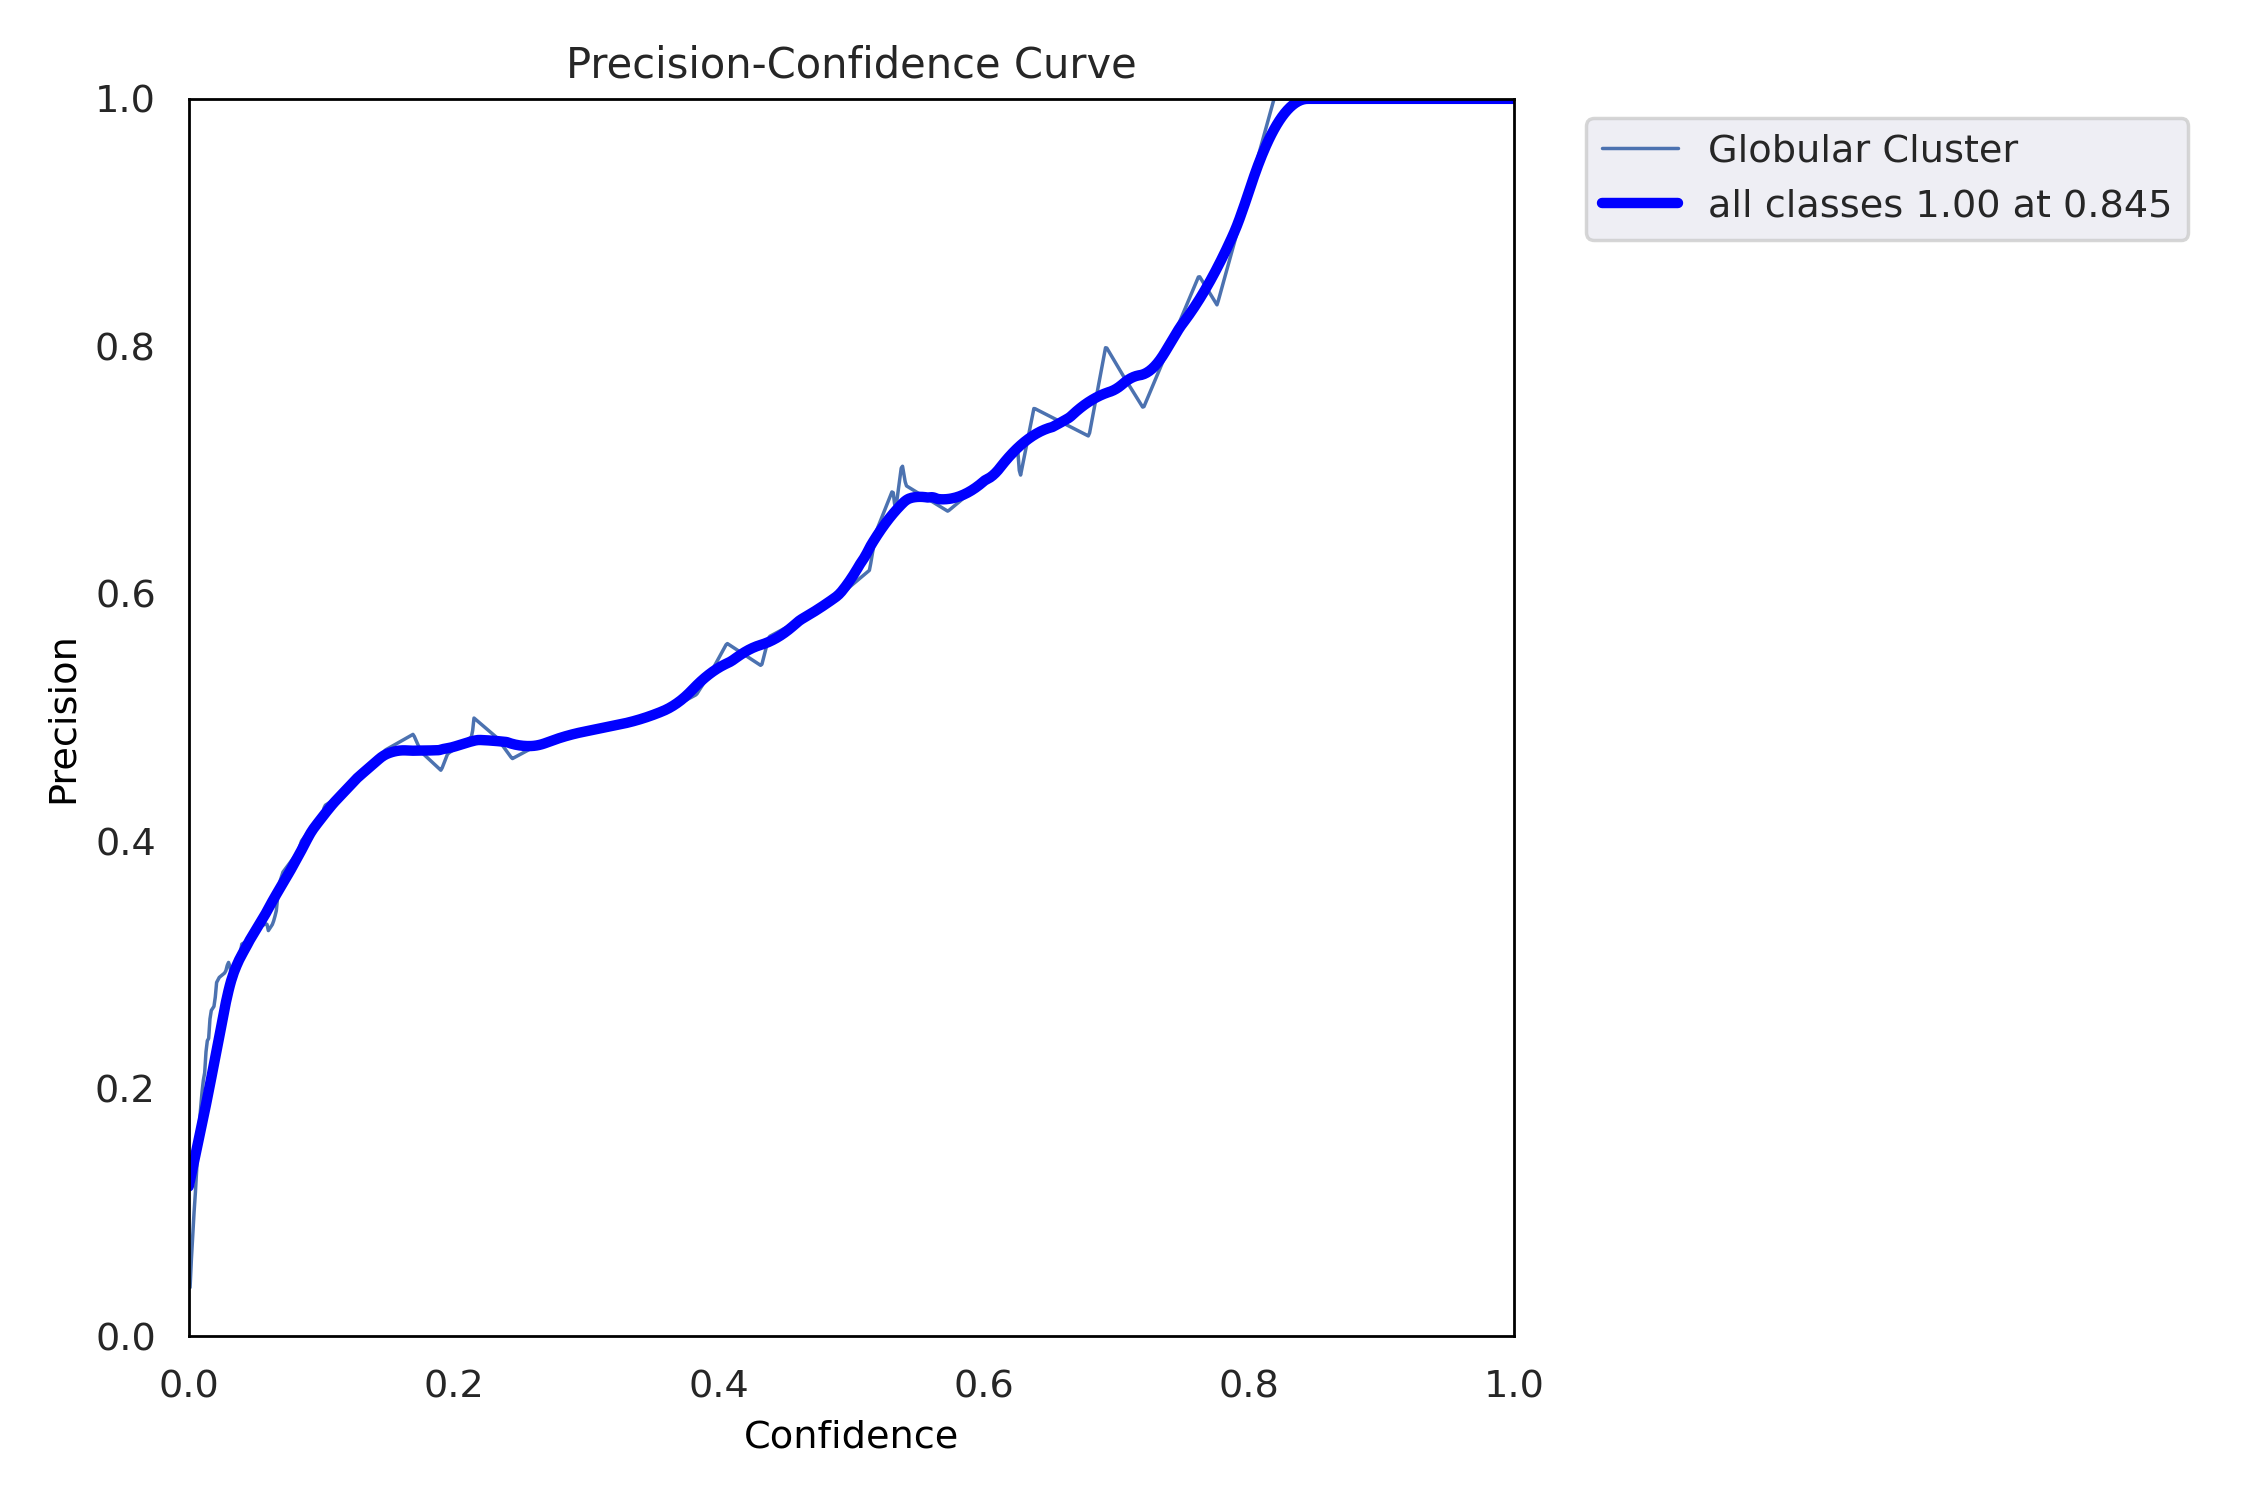 Precision-Confidence Curve
1.0
0.8
0.6
0.4
0.2
0.0
Precision
0.0 0.2 0.4 0.6 0.8 1.0
Confidence
Globular Cluster
all classes 1.00 at 0.845